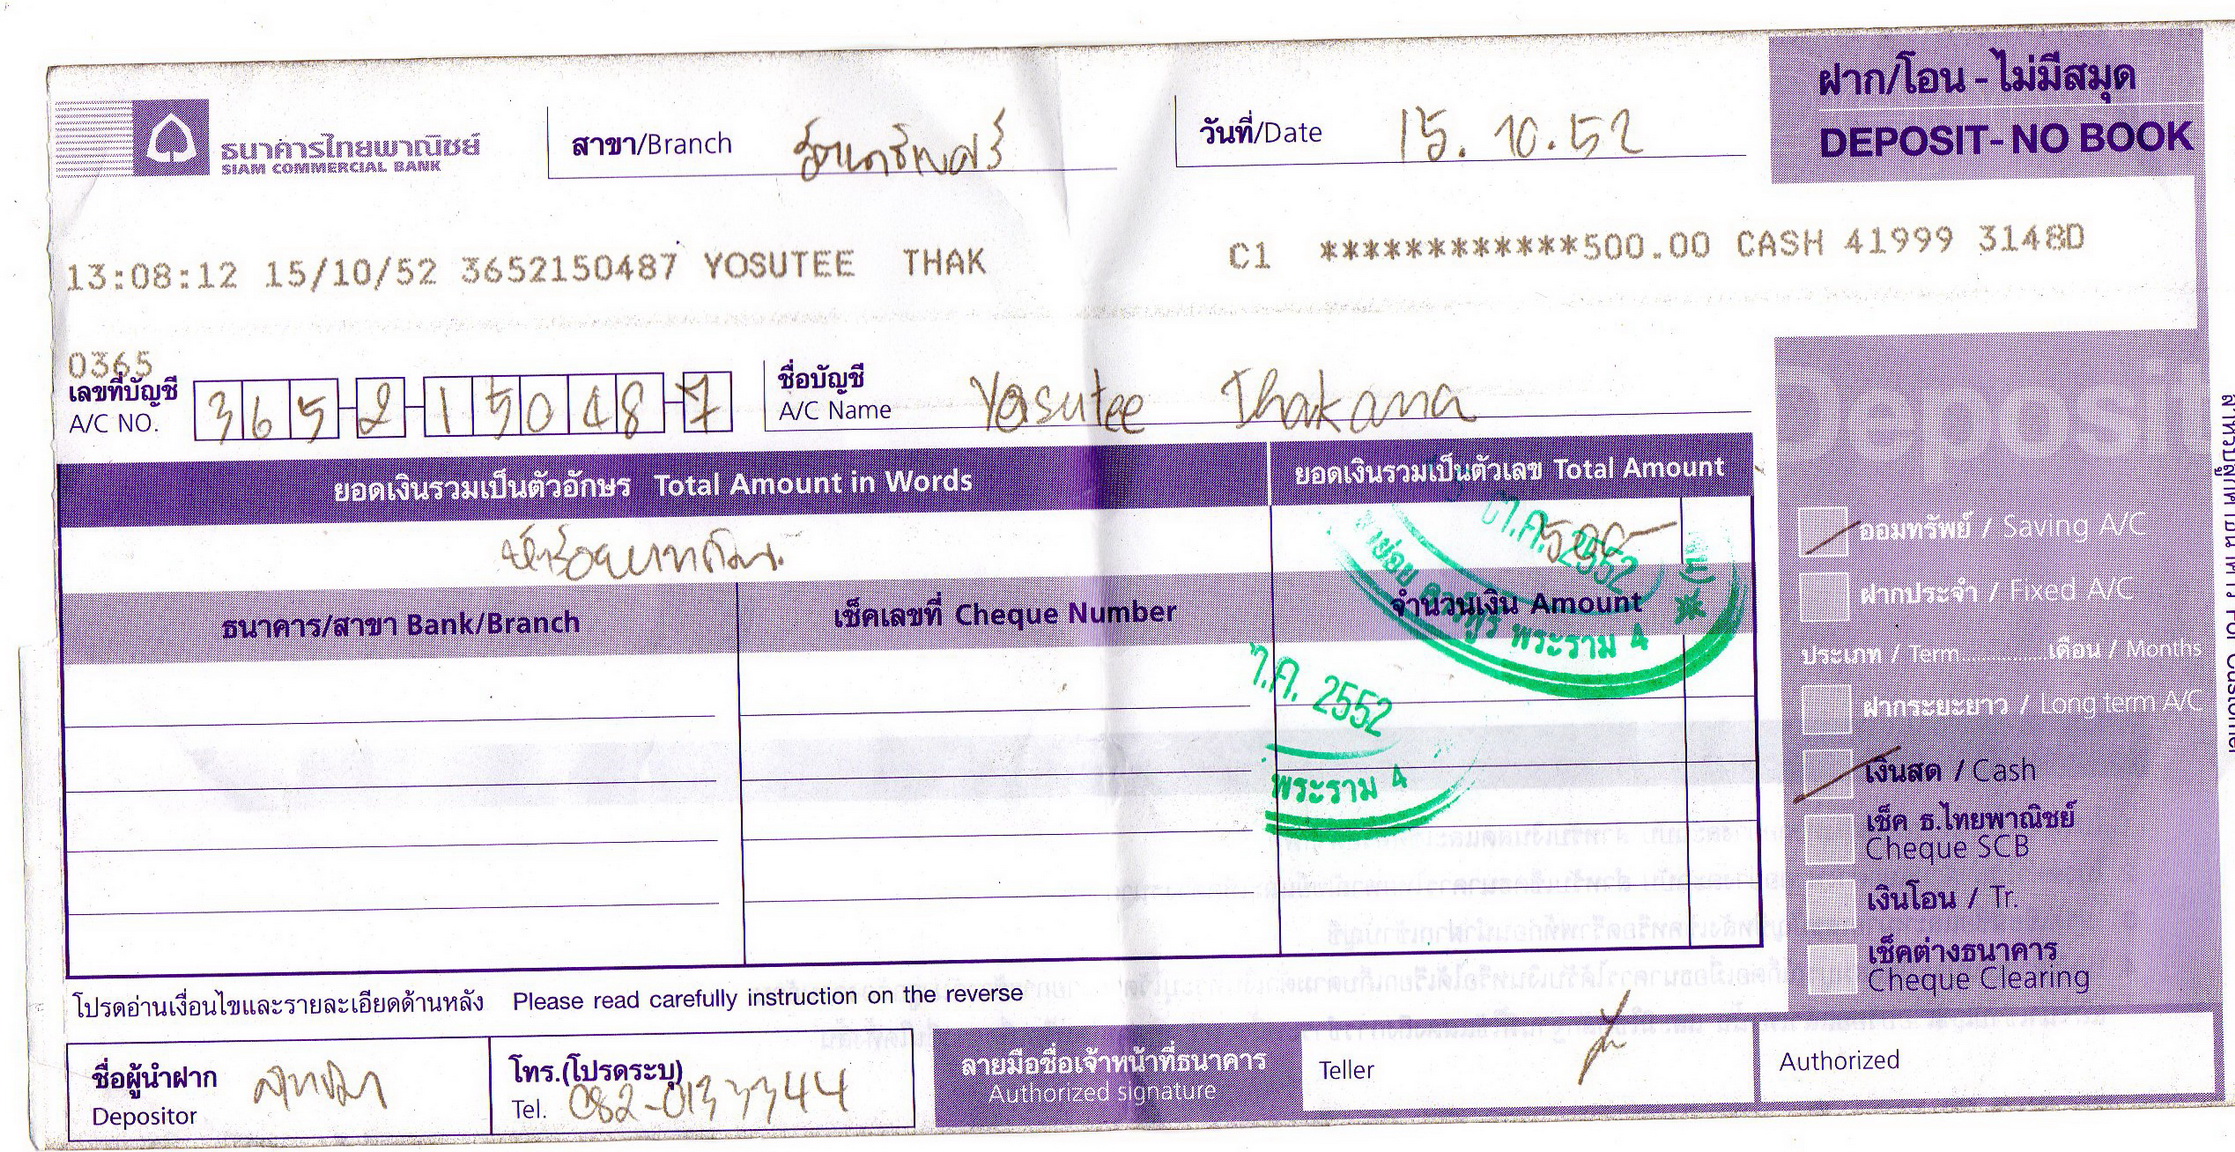 ธนาคารไทยพาณิชย์
SIAM COMMERCIAL BANK
สาขา/Branch
วันที่/Date 15.10.52
ฝาก/โอน - ไม่มีสมุด
DEPOSIT- NO BOOK
13:08:12 15/10/52 3652150487 YOSUTEE THAK C1 ************500.00 CASH 41999 3148D
0365
เลขที่บัญชี
A/C NO. 365-2-15048-7
ชื่อบัญชี
A/C Name Yosutee Thakana
Deposit
ยอดเงินรวมเป็นตัวอักษร Total Amount in Words
ยอดเงินรวมเป็นตัวเลข Total Amount
ห้าร้อยบาทถ้วน
500-
ต.ค. 2552
พระราม 4
ธนาคาร/สาขา Bank/Branch
เช็คเลขที่ Cheque Number
จำนวนเงิน Amount
ต.ค. 2552
พระราม 4
ออมทรัพย์ / Saving A/C
ฝากประจำ / Fixed A/C
ประเภท / Term..................เดือน / Months
ฝากระยะยาว / Long term A/C
เงินสด / Cash
เช็ค ธ.ไทยพาณิชย์
Cheque SCB
เงินโอน / Tr.
เช็คต่างธนาคาร
Cheque Clearing
โปรดอ่านเงื่อนไขและรายละเอียดด้านหลัง Please read carefully instruction on the reverse
ชื่อผู้นำฝาก
Depositor
โทร.(โปรดระบุ)
Tel. 082-0133344
ลายมือชื่อเจ้าหน้าที่ธนาคาร
Authorized signature
Teller
Authorized